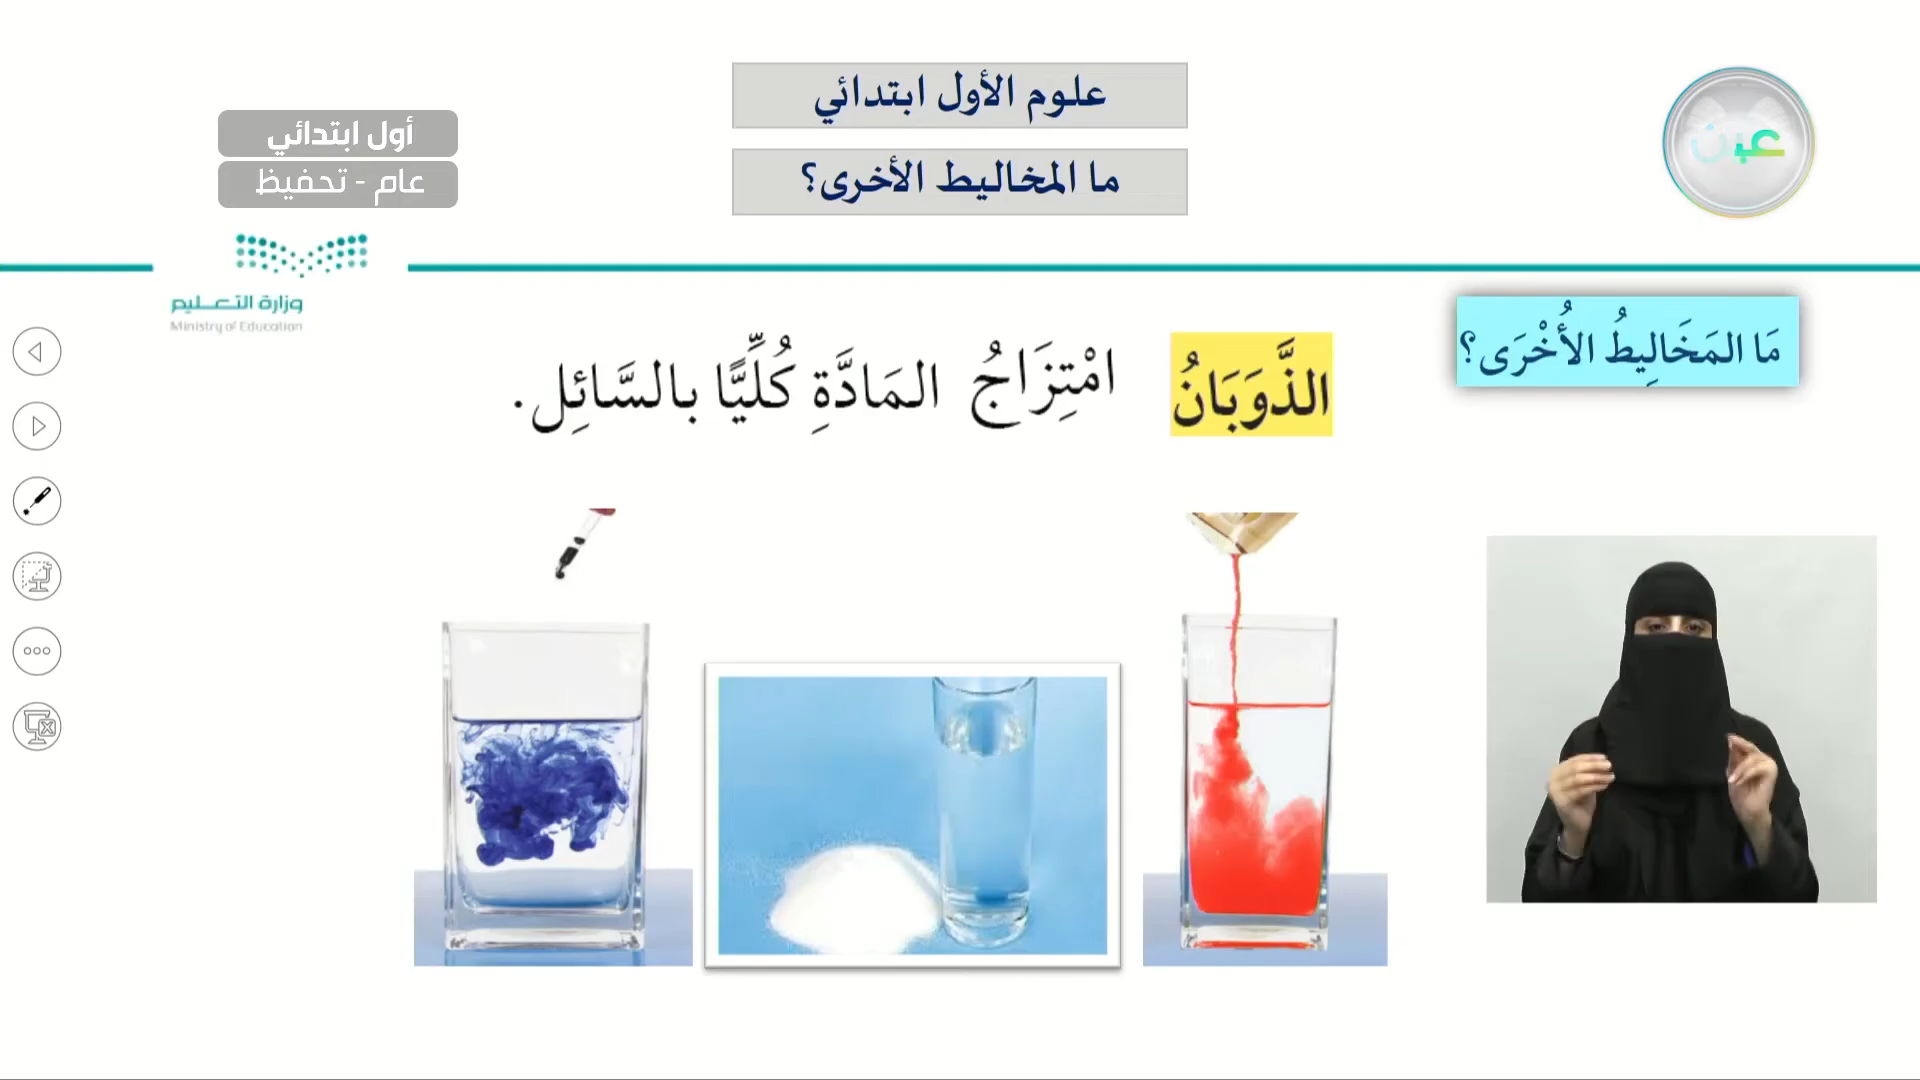 علوم الأول ابتدائي
ما المخاليط الأخرى؟
أول ابتدائي
عام - تحفيظ
عين
وزارة التعليم
Ministry of Education
مَا المَخَالِيطُ الأُخْرَى؟
الذَّوَبَانُ امْتِزَاجُ المَادَّةِ كُلِّيًّا بالسَّائِلِ.